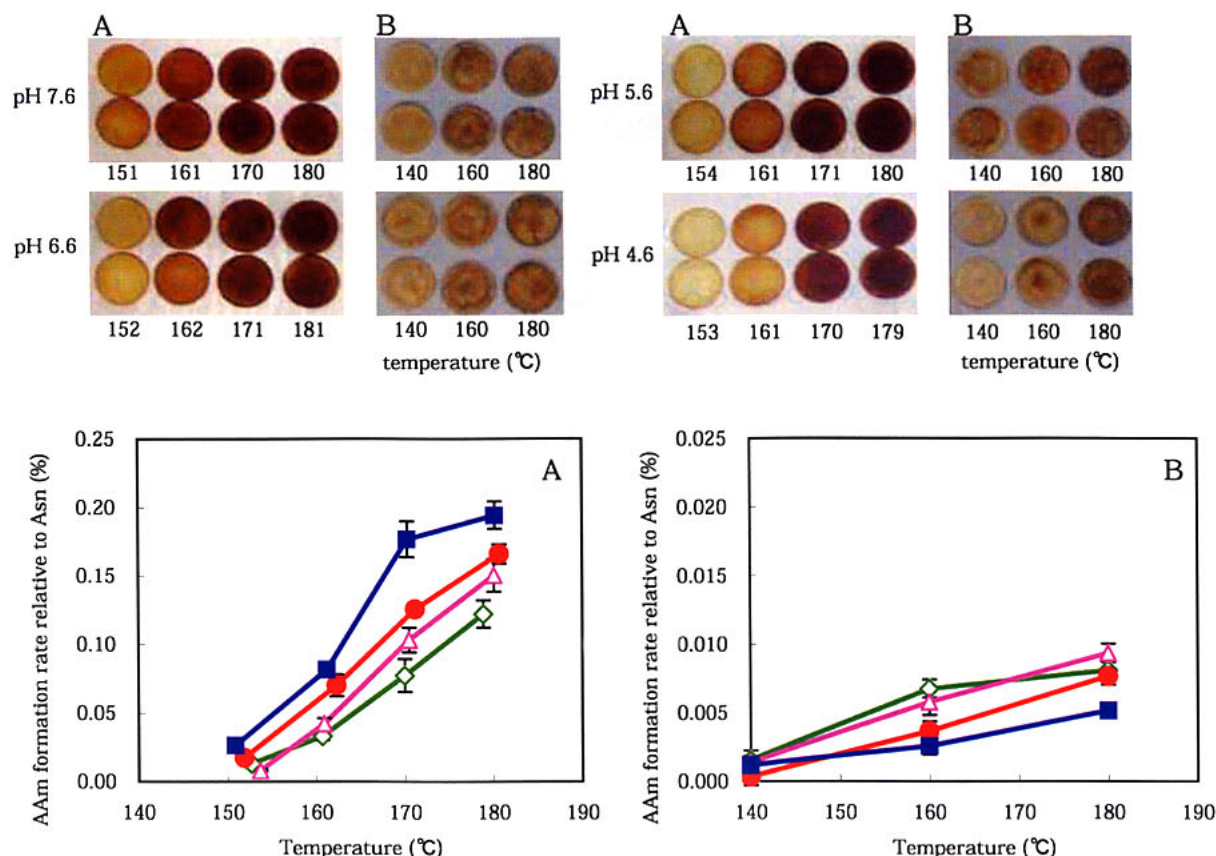 A B A B
pH 7.6
151 161 170 180
140 160 180
pH 5.6
154 161 171 180
140 160 180
pH 6.6
152 162 171 181
140 160 180
temperature (℃)
pH 4.6
153 161 170 179
140 160 180
temperature (℃)
AAm formation rate relative to Asn (%)
0.25
0.20
0.15
0.10
0.05
0.00
A
140 150 160 170 180 190
Temperature (℃)
AAm formation rate relative to Asn (%)
0.025
0.020
0.015
0.010
0.005
0.000
B
140 150 160 170 180 190
Temperature (℃)